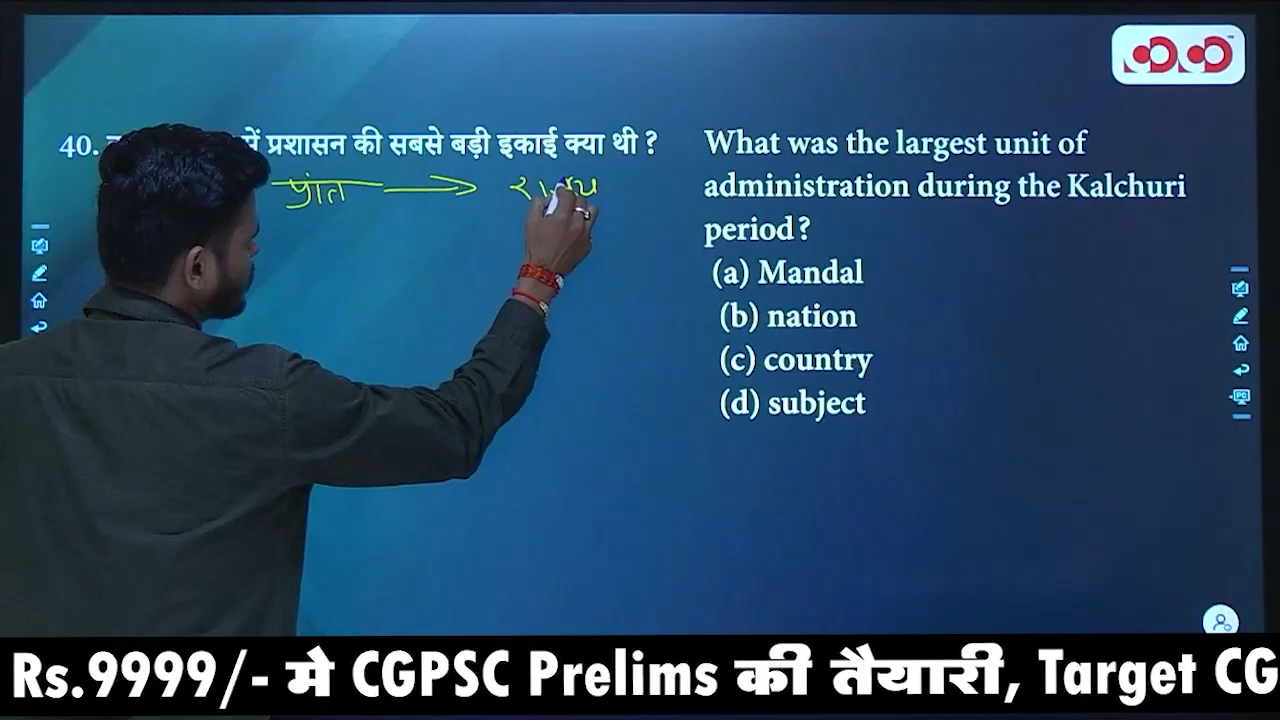 40. में प्रशासन की सबसे बड़ी इकाई क्या थी ?
प्रांत
What was the largest unit of
administration during the Kalchuri
period?
(a) Mandal
(b) nation
(c) country
(d) subject
Rs.9999/- मे CGPSC Prelims की तैयारी, Target CG